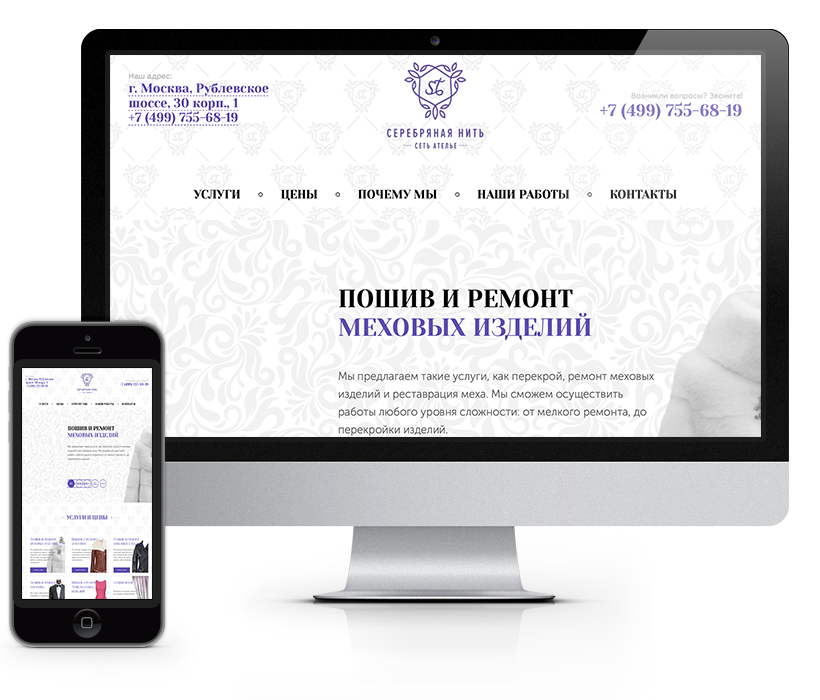 Наш адрес:
г. Москва, Рублевское
шоссе, 30 корп., 1
+7 (499) 755-68-19
St
СЕРЕБРЯНАЯ НИТЬ
СЕТЬ АТЕЛЬЕ
Возникли вопросы? Звоните!
+7 (499) 755-68-19
УСЛУГИ
ЦЕНЫ
ПОЧЕМУ МЫ
НАШИ РАБОТЫ
КОНТАКТЫ
ПОШИВ И РЕМОНТ
МЕХОВЫХ ИЗДЕЛИЙ
Мы предлагаем такие услуги, как перекрой, ремонт меховых
изделий и реставрация меха. Мы сможем осуществить
работы любого уровня сложности: от мелкого ремонта, до
перекройки изделий.
ПОШИВ И РЕМОНТ
МЕХОВЫХ ИЗДЕЛИЙ
УСЛУГИ И ЦЕНЫ